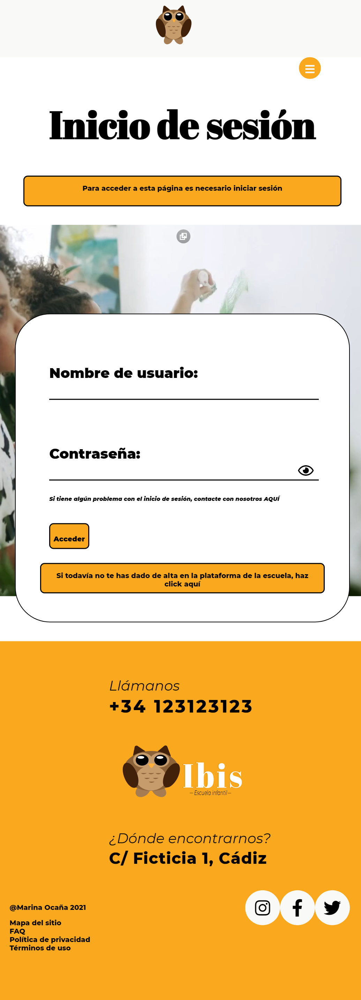 Inicio de sesión
Para acceder a esta página es necesario iniciar sesión
Nombre de usuario:
Contraseña:
Si tiene algún problema con el inicio de sesión, contacte con nosotros AQUÍ
Acceder
Si todavía no te has dado de alta en la plataforma de la escuela, haz
click aquí
Llámanos
+34 123123123
Ibis
— Escuela infantil —
¿Dónde encontrarnos?
C/ Ficticia 1, Cádiz
@Marina Ocaña 2021
Mapa del sitio
FAQ
Política de privacidad
Términos de uso